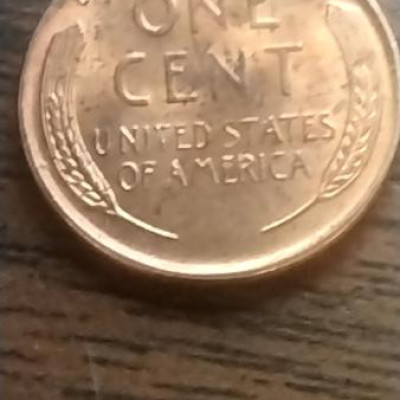 ONE
CENT
UNITED STATES
OF AMERICA